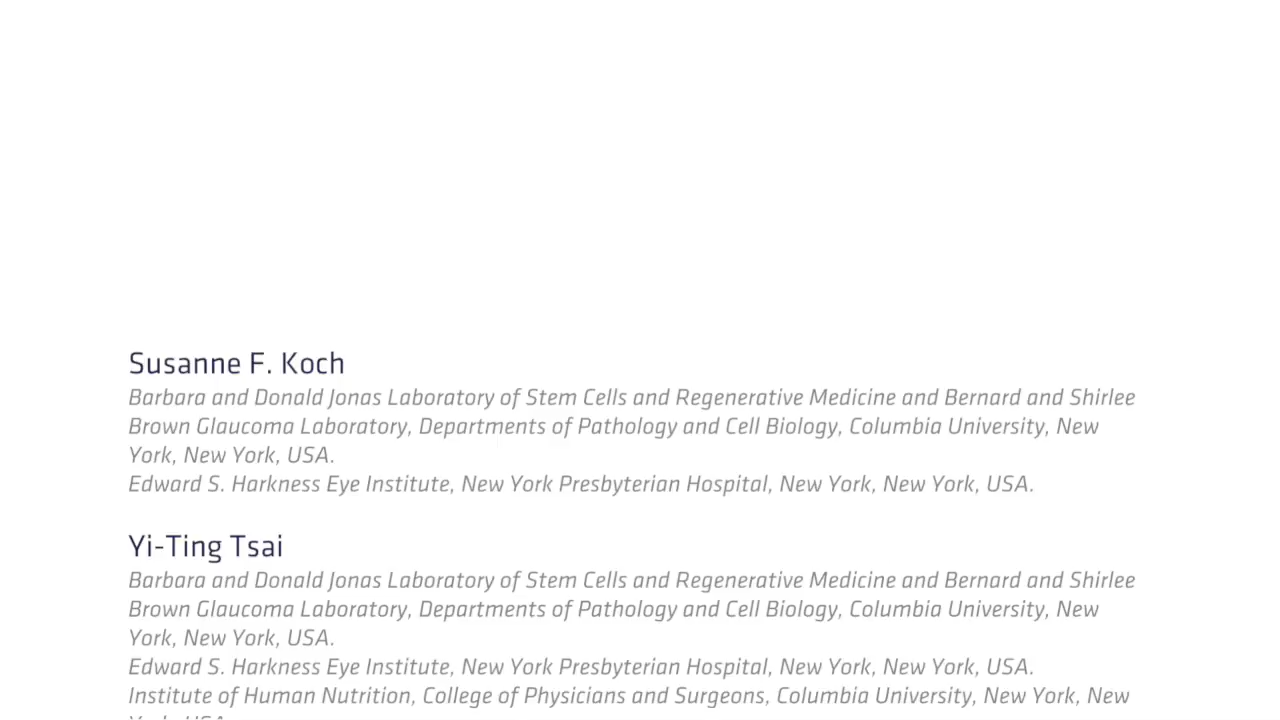 Susanne F. Koch
Barbara and Donald Jonas Laboratory of Stem Cells and Regenerative Medicine and Bernard and Shirlee
Brown Glaucoma Laboratory, Departments of Pathology and Cell Biology, Columbia University, New
York, New York, USA.
Edward S. Harkness Eye Institute, New York Presbyterian Hospital, New York, New York, USA.
Yi-Ting Tsai
Barbara and Donald Jonas Laboratory of Stem Cells and Regenerative Medicine and Bernard and Shirlee
Brown Glaucoma Laboratory, Departments of Pathology and Cell Biology, Columbia University, New
York, New York, USA.
Edward S. Harkness Eye Institute, New York Presbyterian Hospital, New York, New York, USA.
Institute of Human Nutrition, College of Physicians and Surgeons, Columbia University, New York, New